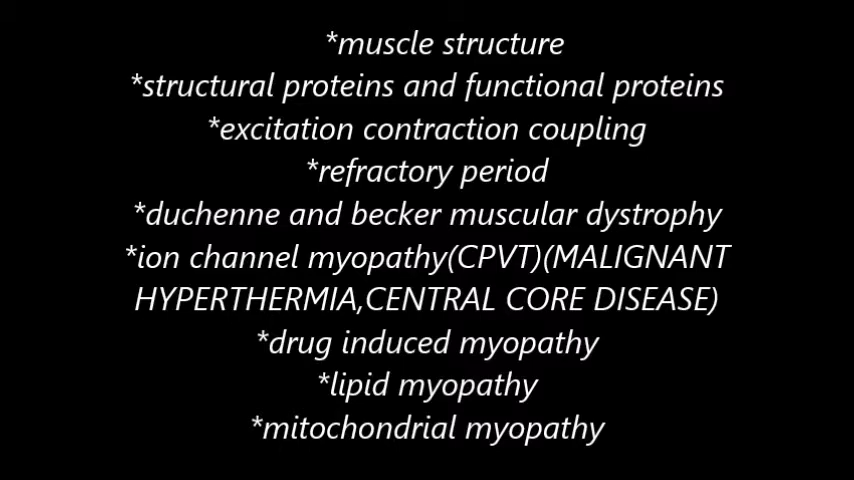 *muscle structure
*structural proteins and functional proteins
*excitation contraction coupling
*refractory period
*duchenne and becker muscular dystrophy
*ion channel myopathy(CPVT)(MALIGNANT
HYPERTHERMIA,CENTRAL CORE DISEASE)
*drug induced myopathy
*lipid myopathy
*mitochondrial myopathy